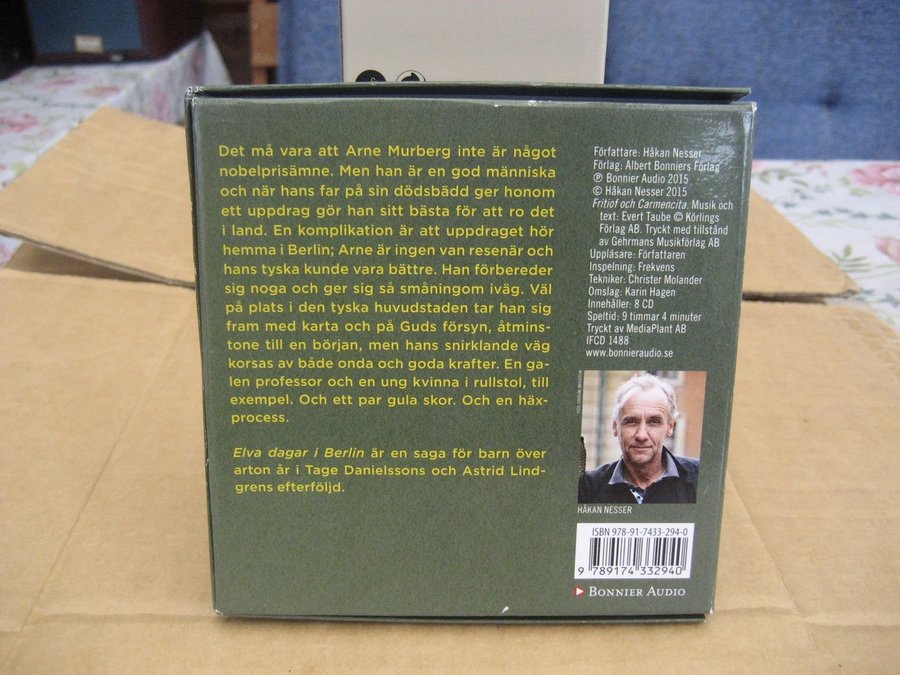 Det må vara att Arne Murberg inte är något
nobelprisämne. Men han är en god människa
och när hans far på sin dödsbädd ger honom
ett uppdrag gör han sitt bästa för att ro det
i land. En komplikation är att uppdraget hör
hemma i Berlin; Arne är ingen van resenär och
hans tyska kunde vara bättre. Han förbereder
sig noga och ger sig så småningom iväg. Väl
på plats i den tyska huvudstaden tar han sig
fram med karta och på Guds försyn, åtmins-
tone till en början, men hans snirklande väg
korsas av både onda och goda krafter. En ga-
len professor och en ung kvinna i rullstol, till
exempel. Och ett par gula skor. Och en häx-
process.
Elva dagar i Berlin är en saga för barn över
arton år i Tage Danielssons och Astrid Lind-
grens efterföljd.
Författare: Håkan Nesser
Förlag: Albert Bonniers Förlag
℗ Bonnier Audio 2015
© Håkan Nesser 2015
Fritiof och Carmencita. Musik och
text: Evert Taube © Körlings
Förlag AB. Tryckt med tillstånd
av Gehrmans Musikförlag AB
Uppläsare: Författaren
Inspelning: Frekvens
Tekniker: Christer Molander
Omslag: Karin Hagen
Innehåller: 8 CD
Speltid: 9 timmar 4 minuter
Tryckt av MediaPlant AB
IFCD 1488
www.bonnieraudio.se
HÅKAN NESSER
ISBN 978-91-7433-294-0
9 789174 332940
BONNIER AUDIO